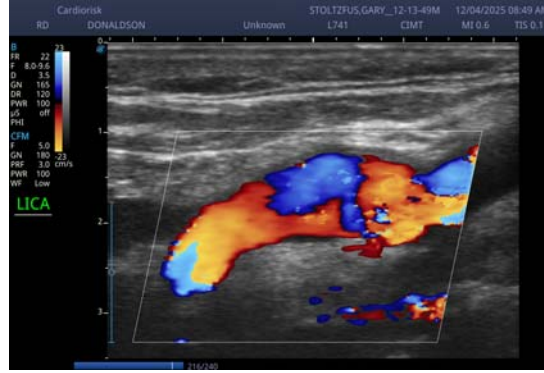 Cardiorisk STOLTZFUS,GARY__12-13-49M 12/04/2025 08:49 AM
RD DONALDSON Unknown L741 CIMT MI 0.6 TIS 0.1
B
FR 22
F 8.0-9.6
D 3.5
GN 165
DR 120
PWR 100
µS off
PHI
CFM
F 5.0
GN 180
PRF 3.0
PWR 100
WF Low
23
-23
cm/s
LICA
0
1
2
3
216/240